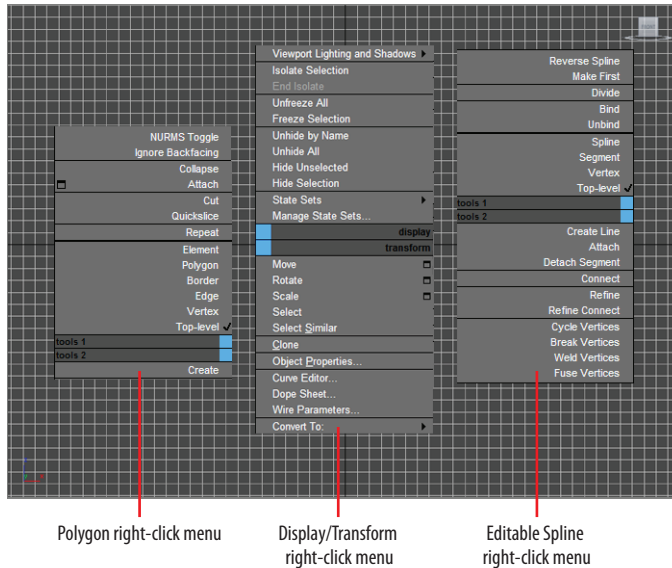 NURMS Toggle
Ignore Backfacing
Collapse
Attach
Cut
Quickslice
Repeat
Element
Polygon
Border
Edge
Vertex
Top-level
tools 1
tools 2
Create
Viewport Lighting and Shadows
Isolate Selection
End Isolate
Unfreeze All
Freeze Selection
Unhide by Name
Unhide All
Hide Unselected
Hide Selection
State Sets
Manage State Sets...
display
transform
Move
Rotate
Scale
Select
Select Similar
Clone
Object Properties...
Curve Editor...
Dope Sheet...
Wire Parameters...
Convert To:
Reverse Spline
Make First
Divide
Bind
Unbind
Spline
Segment
Vertex
Top-level
tools 1
tools 2
Create Line
Attach
Detach Segment
Connect
Refine
Refine Connect
Cycle Vertices
Break Vertices
Weld Vertices
Fuse Vertices
Polygon right-click menu
Display/Transform
right-click menu
Editable Spline
right-click menu